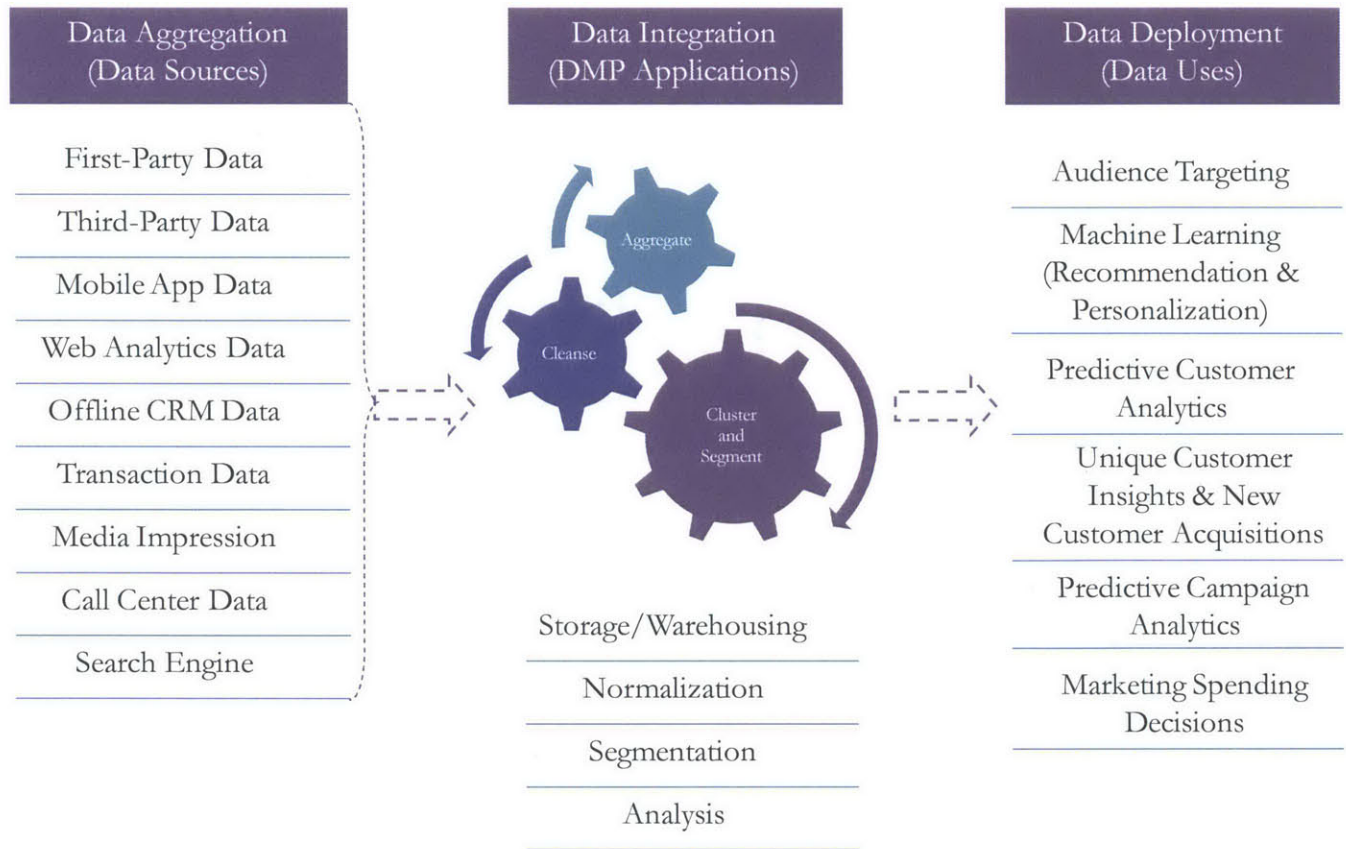 Data Aggregation
(Data Sources)
First-Party Data
Third-Party Data
Mobile App Data
Web Analytics Data
Offline CRM Data
Transaction Data
Media Impression
Call Center Data
Search Engine
Data Integration
(DMP Applications)
Aggregate
Cleanse
Cluster
and
Segment
Storage/Warehousing
Normalization
Segmentation
Analysis
Data Deployment
(Data Uses)
Audience Targeting
Machine Learning
(Recommendation &
Personalization)
Predictive Customer
Analytics
Unique Customer
Insights & New
Customer Acquisitions
Predictive Campaign
Analytics
Marketing Spending
Decisions